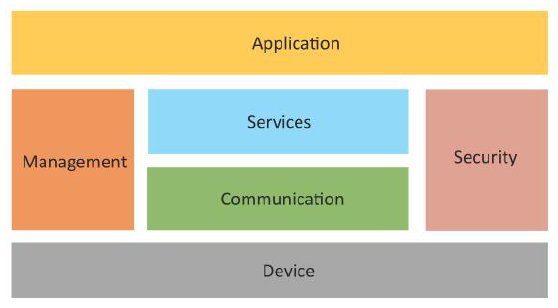 Application
Management
Services
Security
Communication
Device